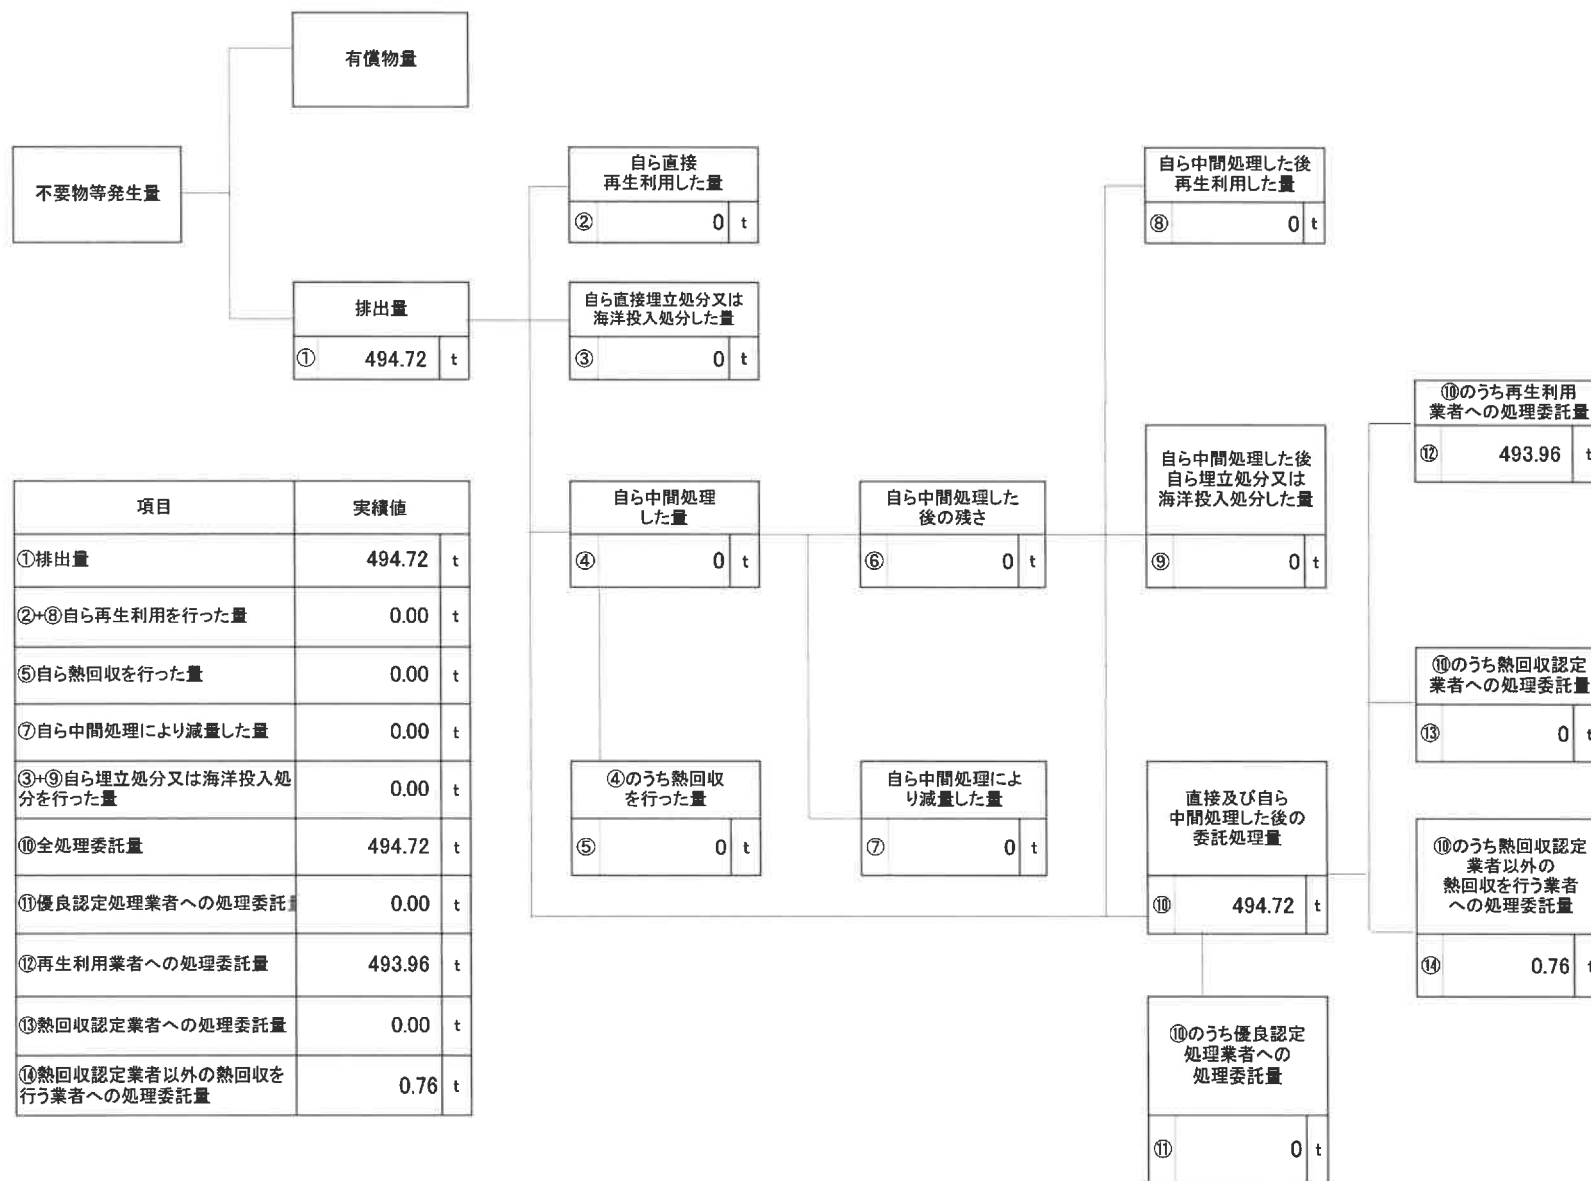 有償物量
不要物等発生量
排出量
① 494.72 t
自ら直接
再生利用した量
② 0 t
自ら直接埋立処分又は
海洋投入処分した量
③ 0 t
自ら中間処理
した量
④ 0 t
④のうち熱回収
を行った量
⑤ 0 t
自ら中間処理した
後の残さ
⑥ 0 t
自ら中間処理によ
り減量した量
⑦ 0 t
自ら中間処理した後
再生利用した量
⑧ 0 t
自ら中間処理した後
自ら埋立処分又は
海洋投入処分した量
⑨ 0 t
直接及び自ら
中間処理した後の
委託処理量
⑩ 494.72 t
⑩のうち優良認定
処理業者への
処理委託量
⑪ 0 t
⑩のうち再生利用
業者への処理委託量
⑫ 493.96 t
⑩のうち熱回収認定
業者への処理委託量
⑬ 0 t
⑩のうち熱回収認定
業者以外の
熱回収を行う業者
への処理委託量
⑭ 0.76 t
項目 実績値
①排出量 494.72 t
②+⑧自ら再生利用を行った量 0.00 t
⑤自ら熱回収を行った量 0.00 t
⑦自ら中間処理により減量した量 0.00 t
③+⑨自ら埋立処分又は海洋投入処
分を行った量 0.00 t
⑩全処理委託量 494.72 t
⑪優良認定処理業者への処理委託 0.00 t
⑫再生利用業者への処理委託量 493.96 t
⑬熱回収認定業者への処理委託量 0.00 t
⑭熱回収認定業者以外の熱回収を
行う業者への処理委託量 0.76 t